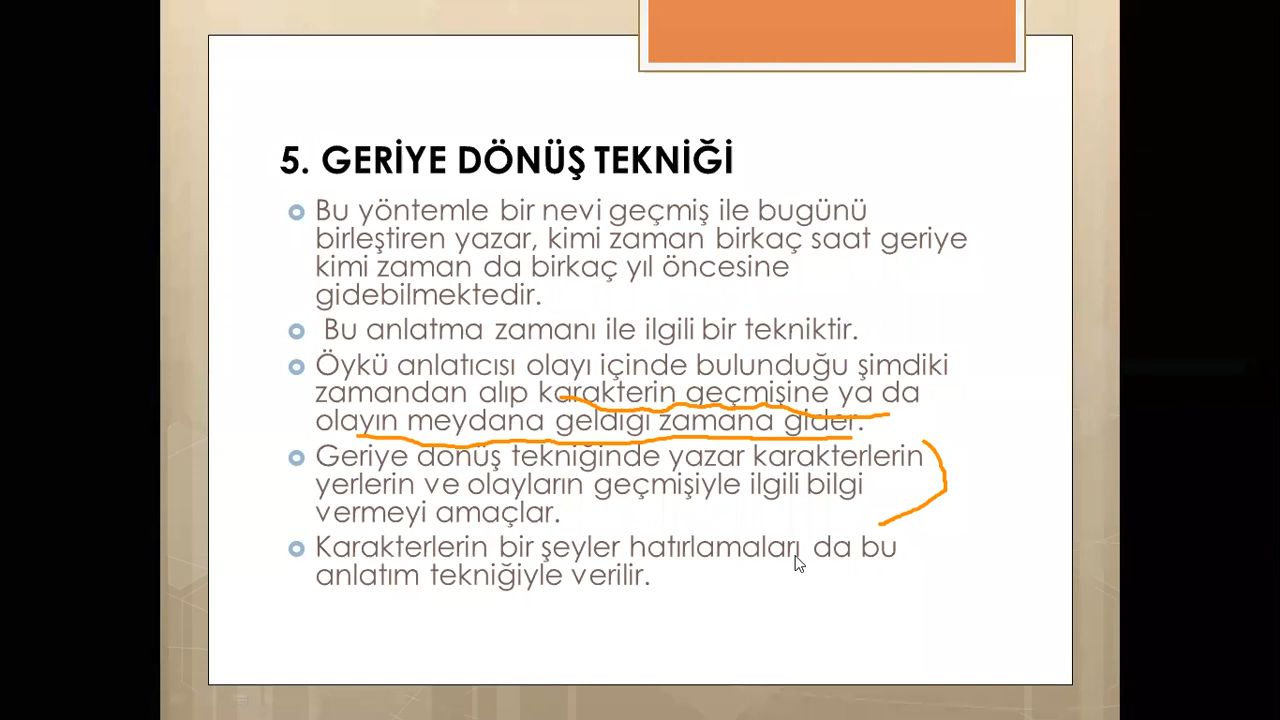 5. GERİYE DÖNÜŞ TEKNİĞİ
Bu yöntemle bir nevi geçmiş ile bugünü
birleştiren yazar, kimi zaman birkaç saat geriye
kimi zaman da birkaç yıl öncesine
gidebilmektedir.
Bu anlatma zamanı ile ilgili bir tekniktir.
Öykü anlatıcısı olayı içinde bulunduğu şimdiki
zamandan alıp karakterin geçmişine ya da
olayın meydana geldiği zamana gider.
Geriye dönüş tekniğinde yazar karakterlerin
yerlerin ve olayların geçmişiyle ilgili bilgi
vermeyi amaçlar.
Karakterlerin bir şeyler hatırlamaları da bu
anlatım tekniğiyle verilir.